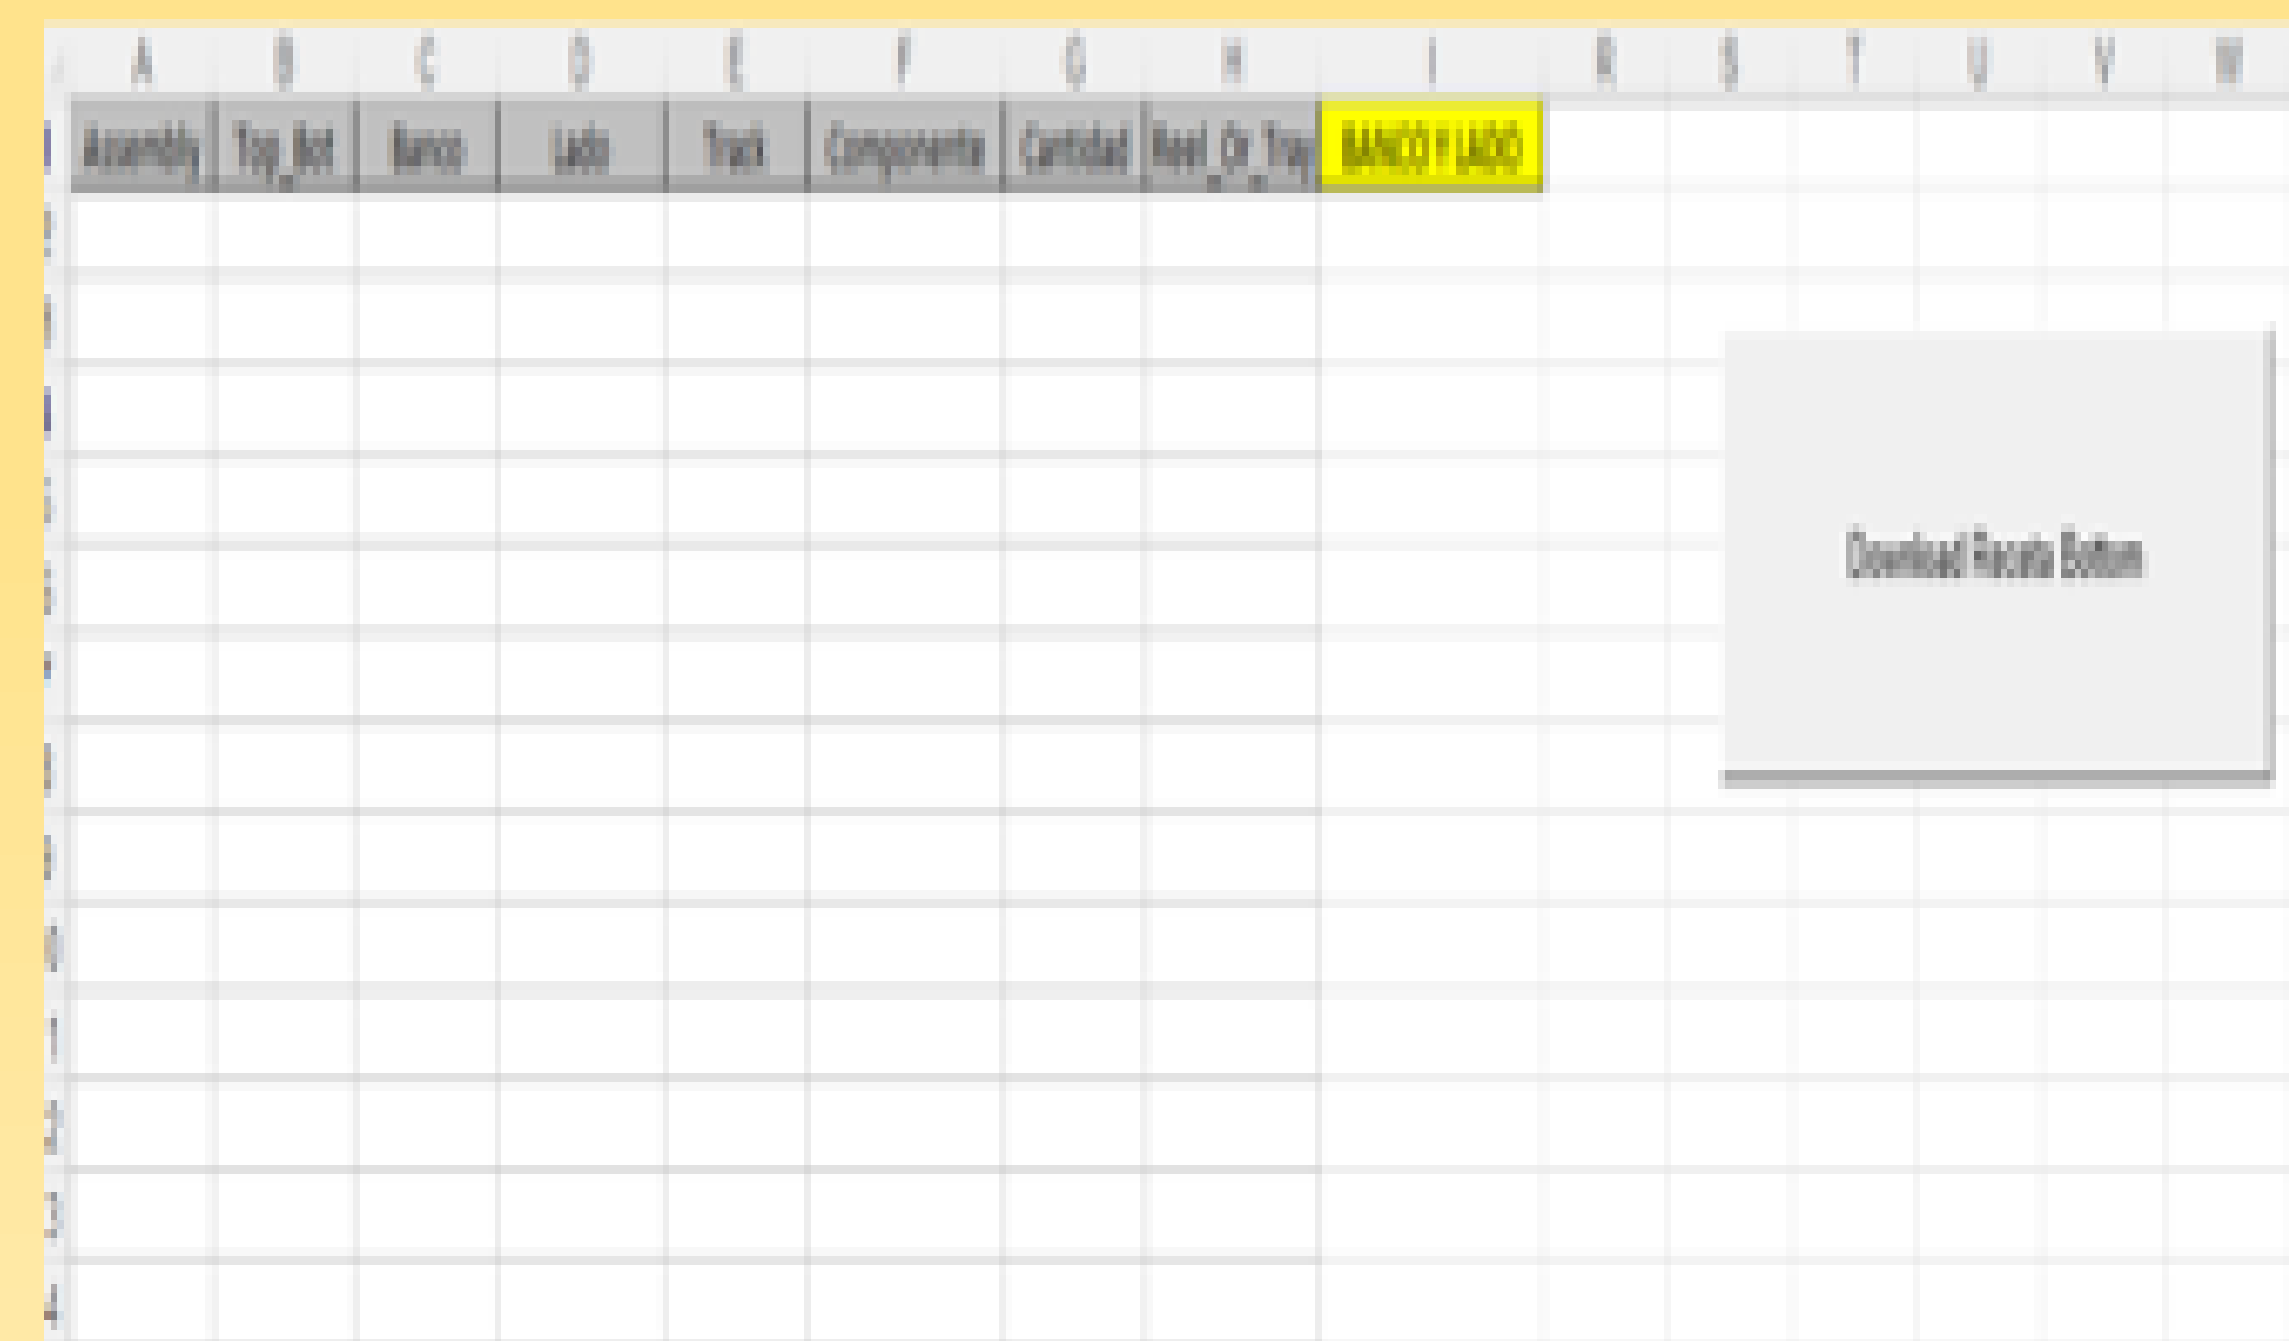 A B C D E F G H I R S T U V W
Assembly Top_Bot Banco Lado Track Componente Cantidad Reel_Or_Tray BANCO Y LADO
Download Receta Bottom